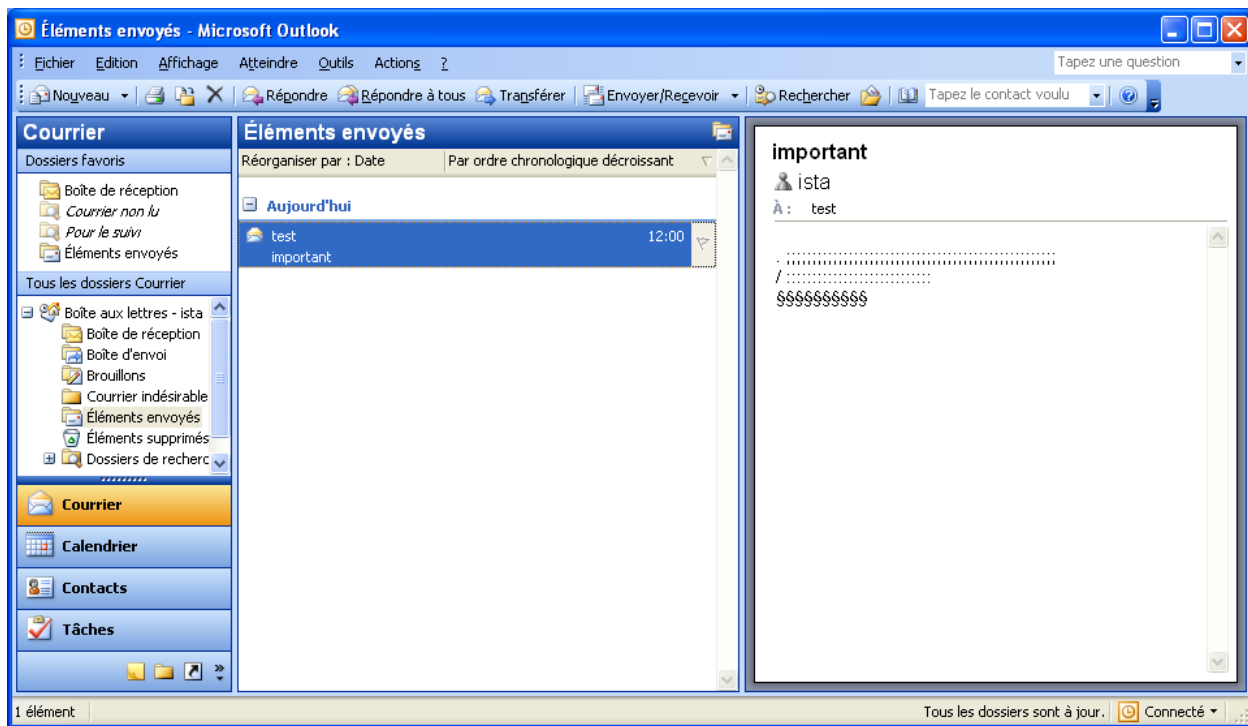 Éléments envoyés - Microsoft Outlook
Fichier Edition Affichage Atteindre Outils Actions ? Tapez une question
Nouveau Répondre Répondre à tous Transférer Envoyer/Recevoir Rechercher Tapez le contact voulu
Courrier
Dossiers favoris
Boîte de réception
Courrier non lu
Pour le suivi
Éléments envoyés
Tous les dossiers Courrier
Boîte aux lettres - ista
Boîte de réception
Boîte d'envoi
Brouillons
Courrier indésirable
Éléments envoyés
Éléments supprimés
Dossiers de recherc
Courrier
Calendrier
Contacts
Tâches
Éléments envoyés
Réorganiser par : Date Par ordre chronologique décroissant
Aujourd'hui
test 12:00
important
important
ista
À : test
§§§§§§§§§§
1 élément Tous les dossiers sont à jour. Connecté